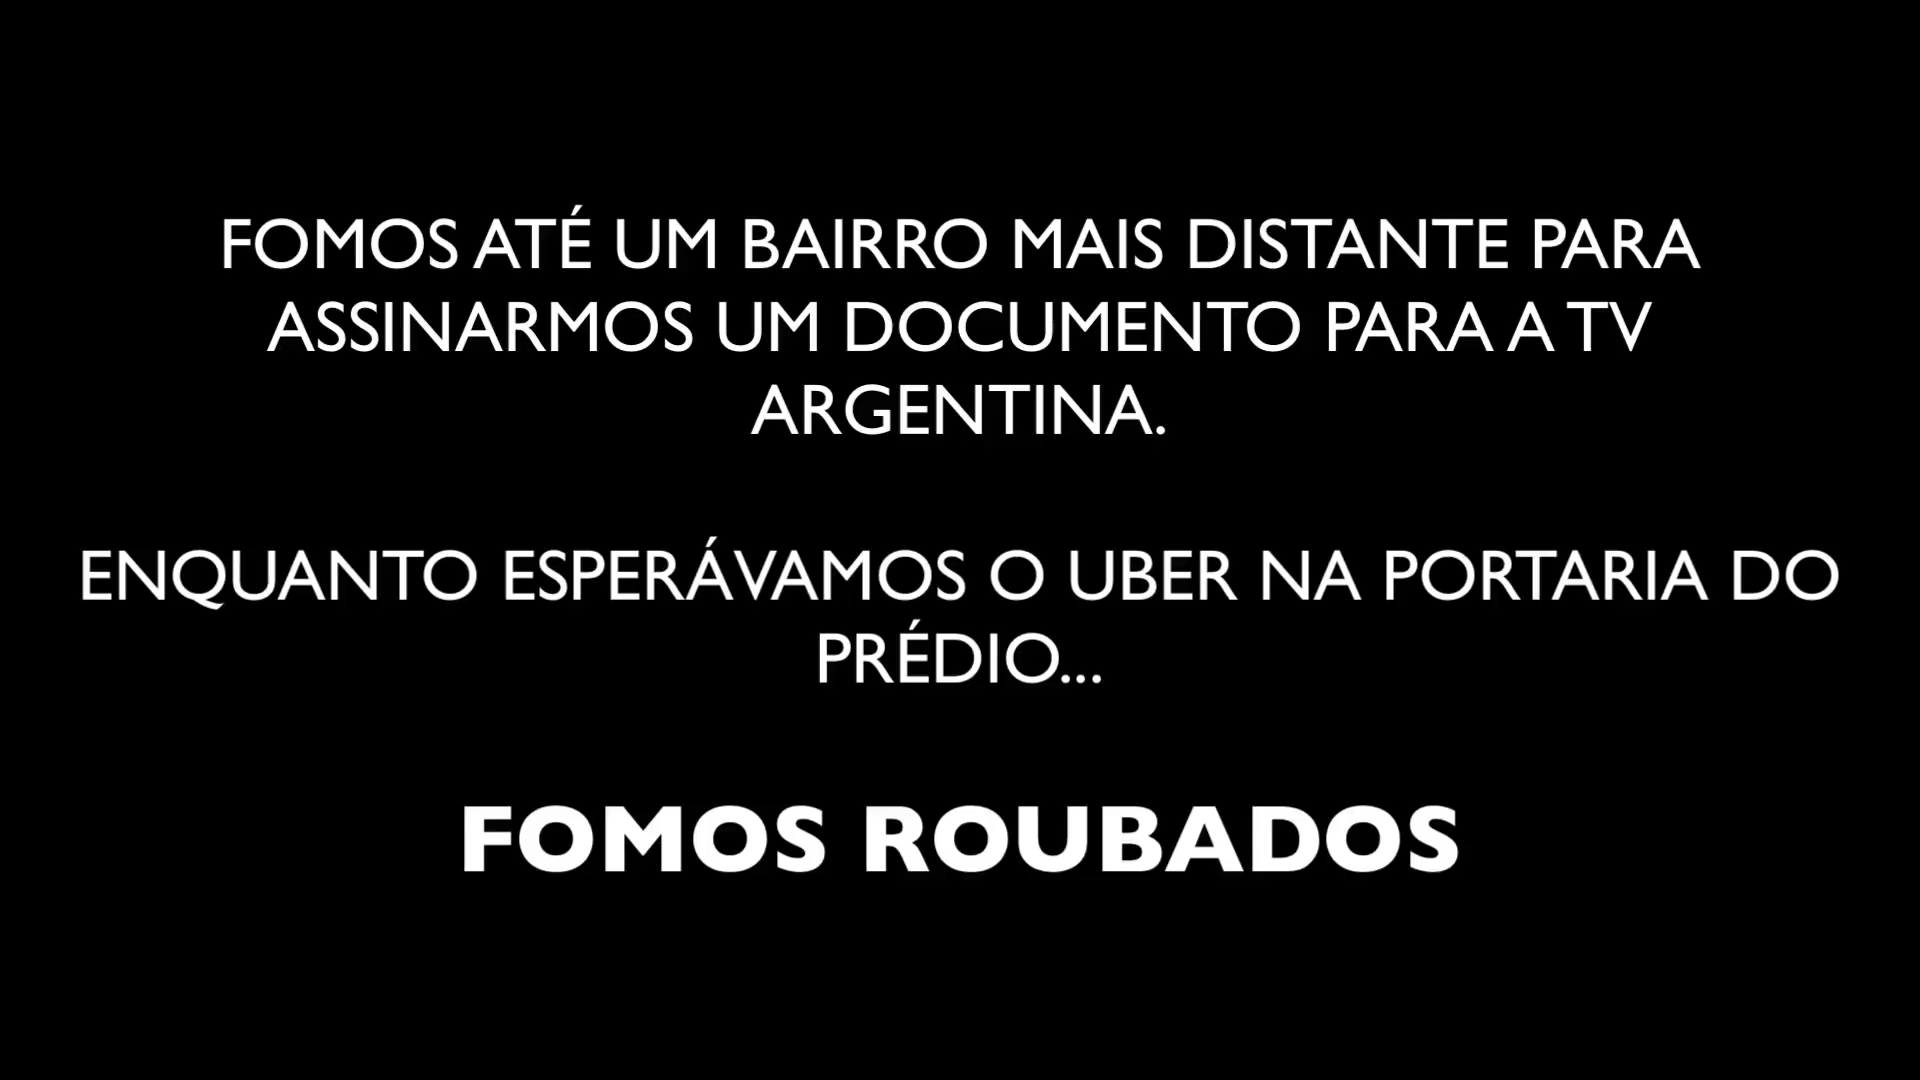 FOMOS ATÉ UM BAIRRO MAIS DISTANTE PARA
ASSINARMOS UM DOCUMENTO PARA A TV
ARGENTINA.
ENQUANTO ESPERÁVAMOS O UBER NA PORTARIA DO
PRÉDIO...
FOMOS ROUBADOS